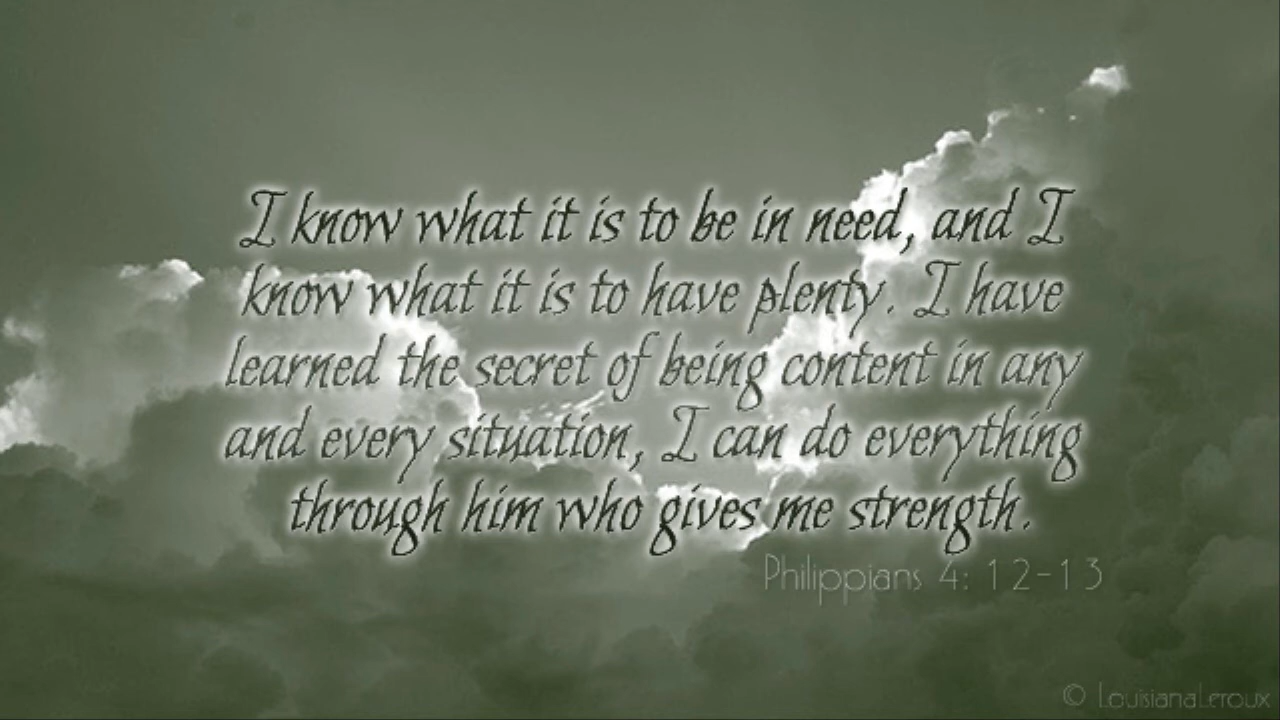 I know what it is to be in need, and I
know what it is to have plenty. I have
learned the secret of being content in any
and every situation, I can do everything
through him who gives me strength.
Philippians 4: 12-13
© LouisianaLeroux